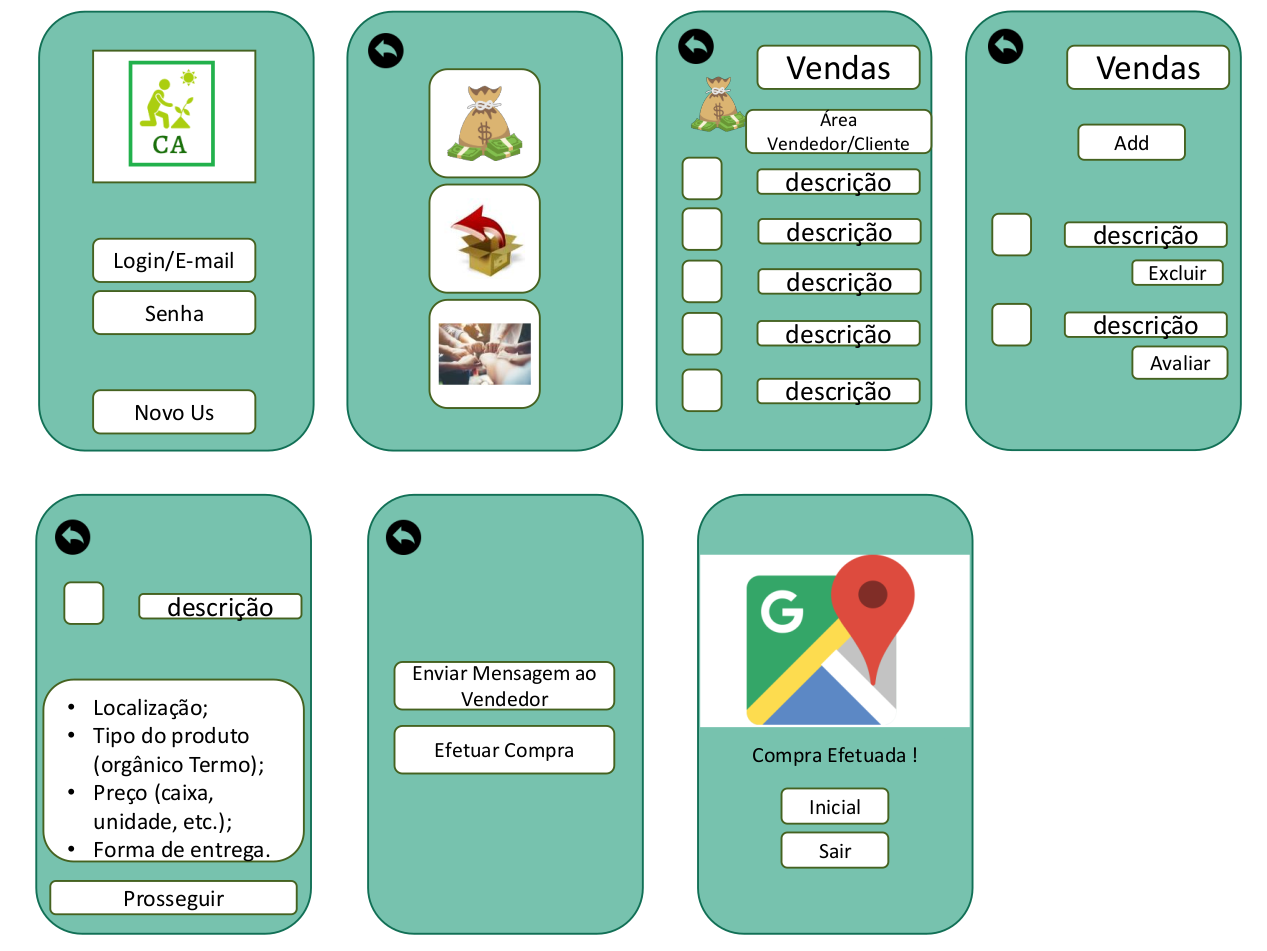 CA
Login/E-mail
Senha
Novo Us
$
Vendas
$
Área
Vendedor/Cliente
descrição
descrição
descrição
descrição
descrição
Vendas
Add
descrição
Excluir
descrição
Avaliar
descrição
• Localização;
• Tipo do produto
(orgânico Termo);
• Preço (caixa,
unidade, etc.);
• Forma de entrega.
Prosseguir
Enviar Mensagem ao
Vendedor
Efetuar Compra
G
Compra Efetuada !
Inicial
Sair